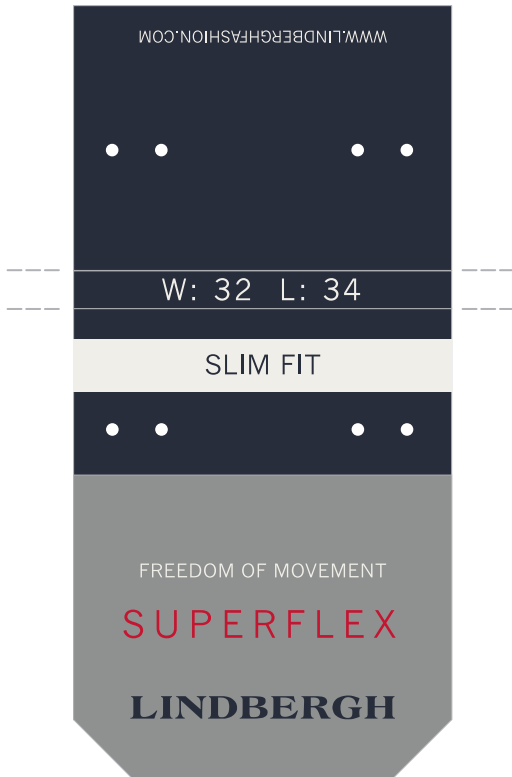 WWW.LINDBERGHFASHION.COM
W: 32 L: 34
SLIM FIT
FREEDOM OF MOVEMENT
SUPERFLEX
LINDBERGH